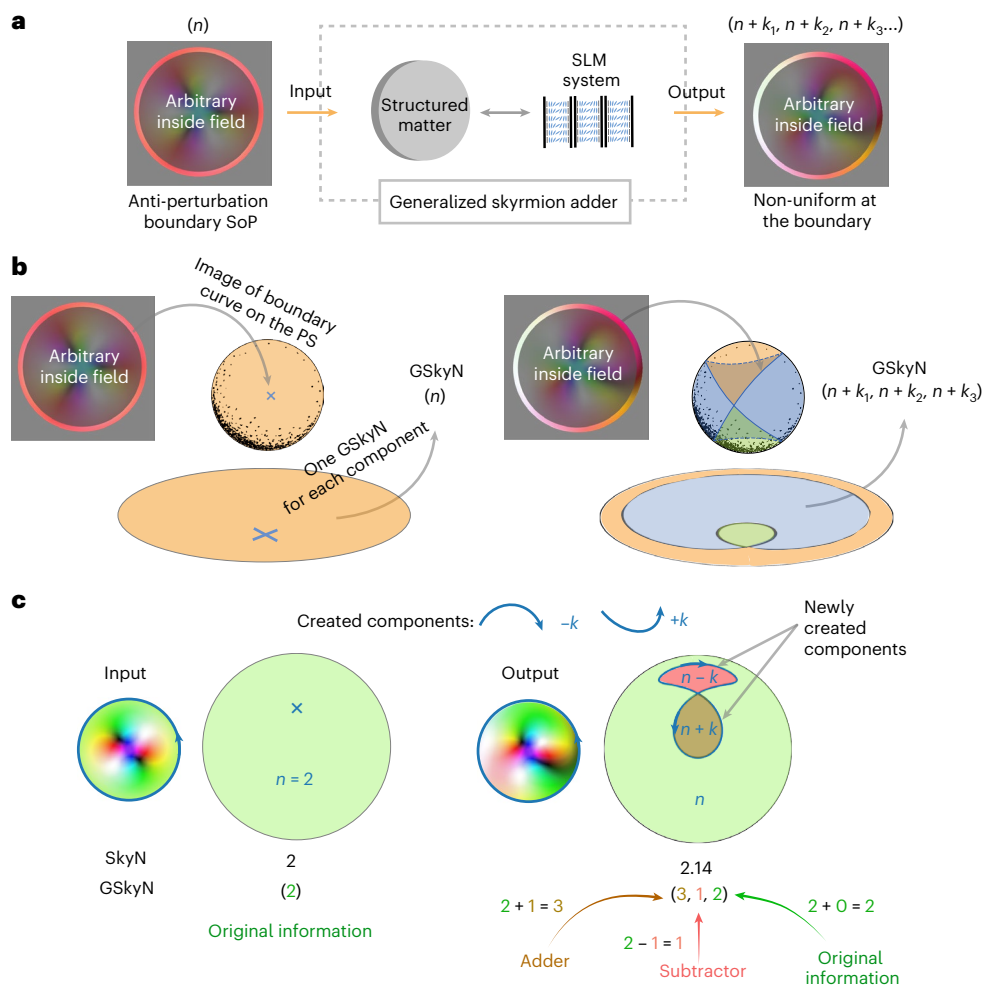 a
(n)
Arbitrary
inside field
Anti-perturbation
boundary SoP
Input
Structured
matter
SLM
system
Generalized skyrmion adder
Output
(n + k₁, n + k₂, n + k₃...)
Arbitrary
inside field
Non-uniform at
the boundary
b
Arbitrary
inside field
Image of boundary
curve on the PS
GSkyN
(n)
One GSkyN
for each component
Arbitrary
inside field
GSkyN
(n + k₁, n + k₂, n + k₃)
c
Created components:
–k
+k
Newly
created
components
Input
n = 2
SkyN
2
GSkyN
(2)
Original information
Output
n – k
n + k
n
2.14
(3, 1, 2)
2 + 1 = 3
2 – 1 = 1
2 + 0 = 2
Adder
Subtractor
Original
information